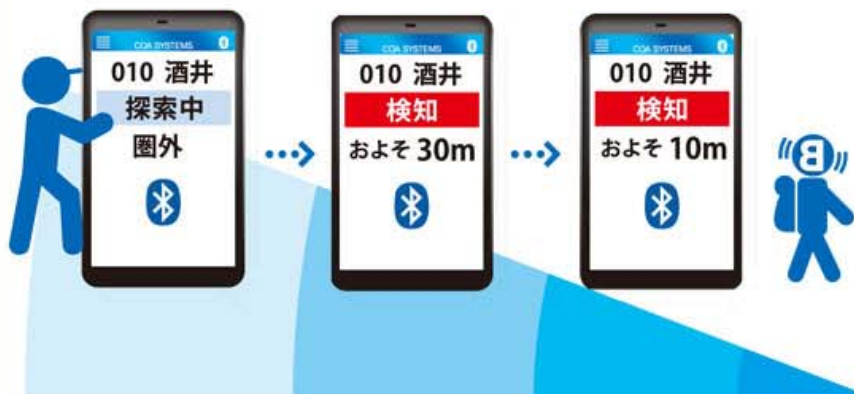 COA SYSTEMS
010 酒井
探索中
圏外
COA SYSTEMS
010 酒井
検知
およそ 30m
COA SYSTEMS
010 酒井
検知
およそ 10m
B